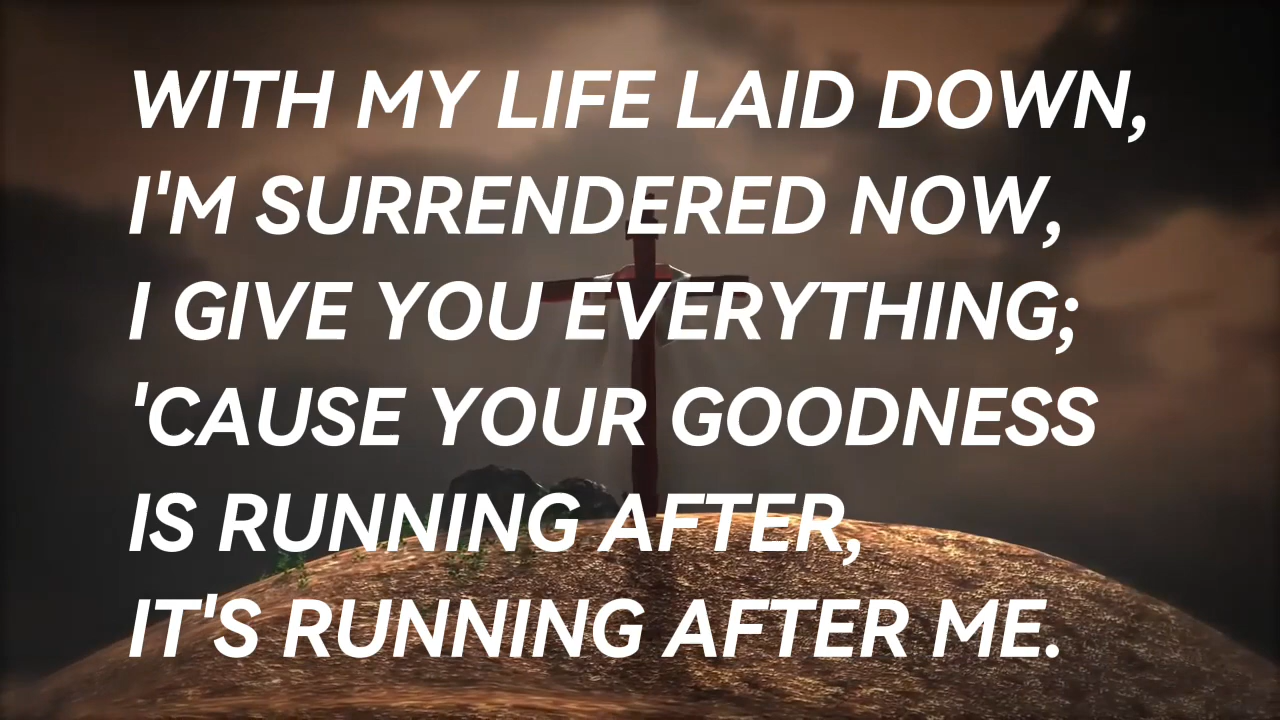 WITH MY LIFE LAID DOWN,
I'M SURRENDERED NOW,
I GIVE YOU EVERYTHING;
'CAUSE YOUR GOODNESS
IS RUNNING AFTER,
IT'S RUNNING AFTER ME.